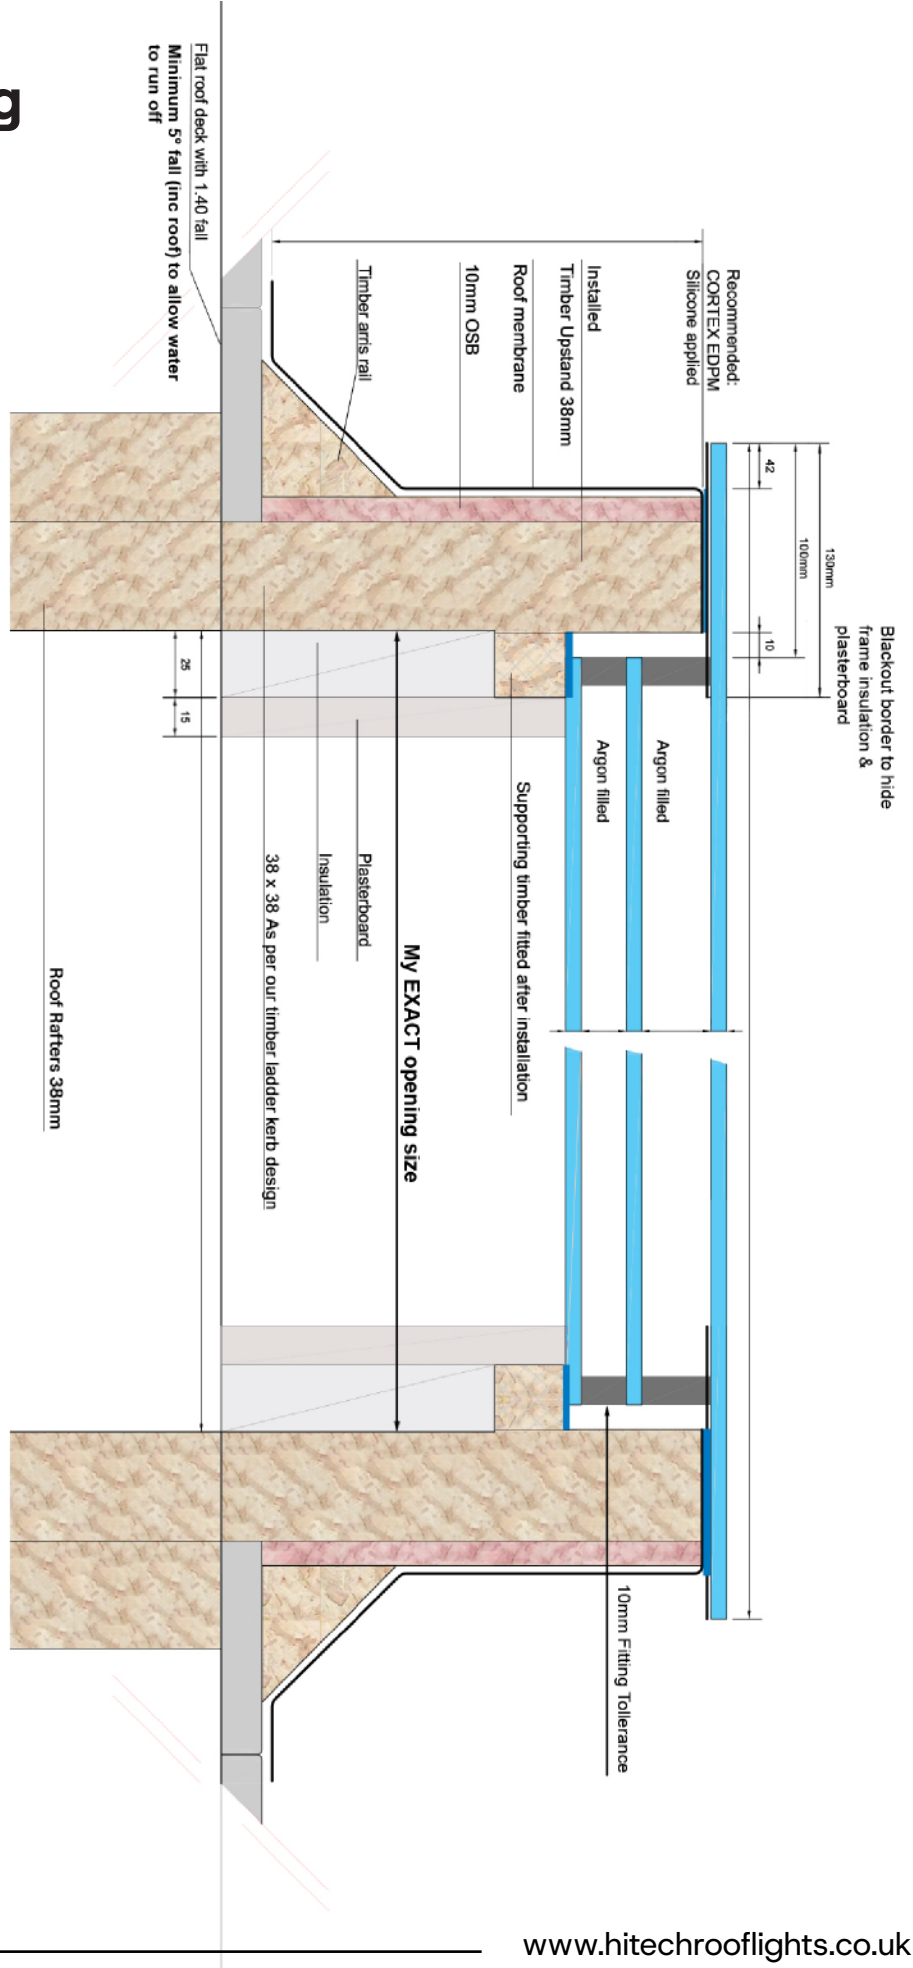 g
Flat roof deck with 1.40 fall
Minimum 5° fall (inc roof) to allow water
to run off
Timber arris rail
10mm OSB
Roof membrane
Installed
Timber Upstand 38mm
Recommended:
CORTEX EDPM
Silicone applied
42
100mm
130mm
10
Blackout border to hide
frame insulation &
plasterboard
25
15
Argon filled
Argon filled
Supporting timber fitted after installation
Plasterboard
Insulation
38 x 38 As per our timber ladder kerb design
My EXACT opening size
Roof Rafters 38mm
10mm Fitting Tollerance
www.hitechrooflights.co.uk